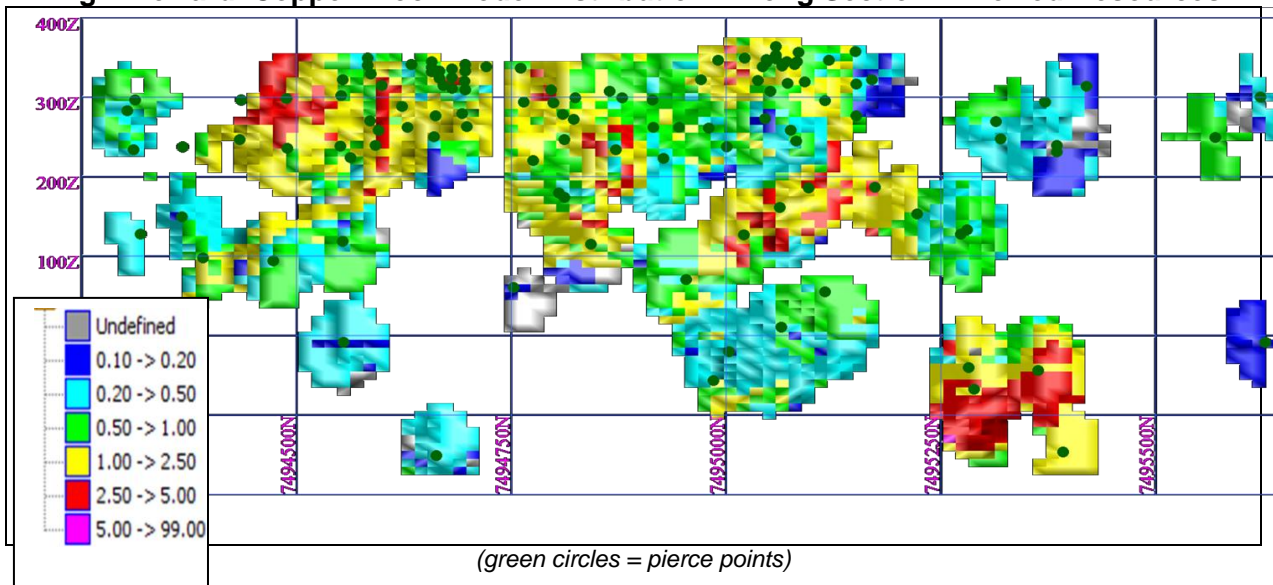 400Z
300Z
200Z
100Z
7494500N
7494750N
7495000N
7495250N
7495500N
Undefined
0.10 -> 0.20
0.20 -> 0.50
0.50 -> 1.00
1.00 -> 2.50
2.50 -> 5.00
5.00 -> 99.00
(green circles = pierce points)